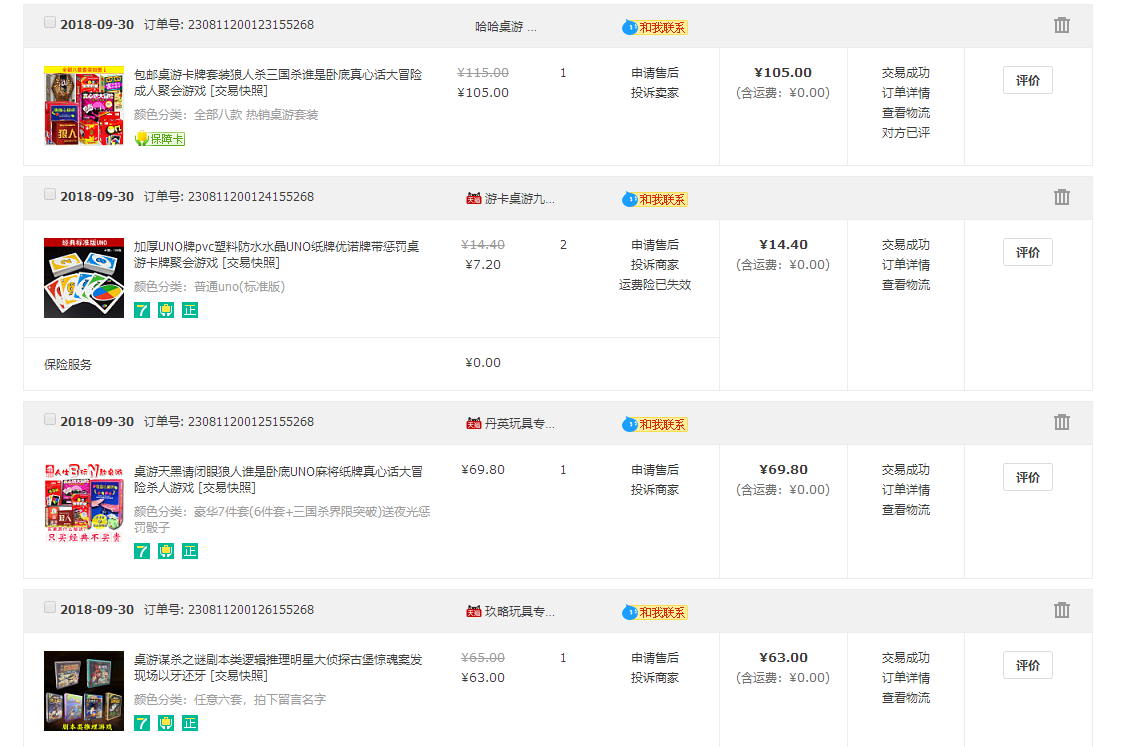 2018-09-30 订单号: 230811200123155268 哈哈桌游 ... 和我联系
包邮桌游卡牌套装狼人杀三国杀谁是卧底真心话大冒险
成人聚会游戏 [交易快照]
颜色分类：全部八款 热销桌游套装
保障卡
¥115.00
¥105.00
1
申请售后
投诉卖家
¥105.00
(含运费：¥0.00)
交易成功
订单详情
查看物流
对方已评
评价
2018-09-30 订单号: 230811200124155268 天猫 游卡桌游九... 和我联系
经典标准版UNO
加厚UNO牌pvc塑料防水水晶UNO纸牌优诺牌带惩罚桌
游卡牌聚会游戏 [交易快照]
颜色分类：普通uno(标准版)
7 正
¥14.40
¥7.20
2
申请售后
投诉商家
运费险已失效
¥14.40
(含运费：¥0.00)
交易成功
订单详情
查看物流
评价
保险服务 ¥0.00
2018-09-30 订单号: 230811200125155268 天猫 丹英玩具专... 和我联系
只买经典不买贵
桌游天黑请闭眼狼人谁是卧底UNO麻将纸牌真心话大冒
险杀人游戏 [交易快照]
颜色分类：豪华7件套(6件套+三国杀界限突破)送夜光惩
罚骰子
7 正
¥69.80
1
申请售后
投诉商家
¥69.80
(含运费：¥0.00)
交易成功
订单详情
查看物流
评价
2018-09-30 订单号: 230811200126155268 天猫 玖略玩具专... 和我联系
剧本类推理游戏
桌游谋杀之谜剧本类逻辑推理明星大侦探古堡惊魂案发
现场以牙还牙 [交易快照]
颜色分类：任意六套，拍下留言名字
7 正
¥65.00
¥63.00
1
申请售后
投诉商家
¥63.00
(含运费：¥0.00)
交易成功
订单详情
查看物流
评价